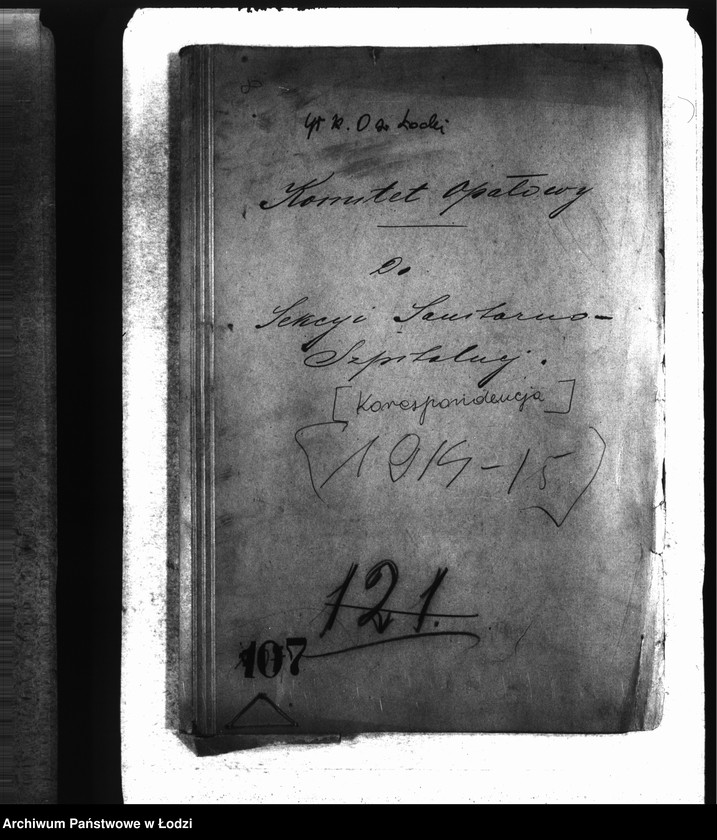 Łodzi
Komitet Opałowy
Do
Sekcyi Sanitarno-
Szpitalnej.
[Korespondencja]
1914-15
121.
107
Archiwum Państwowe w Łodzi